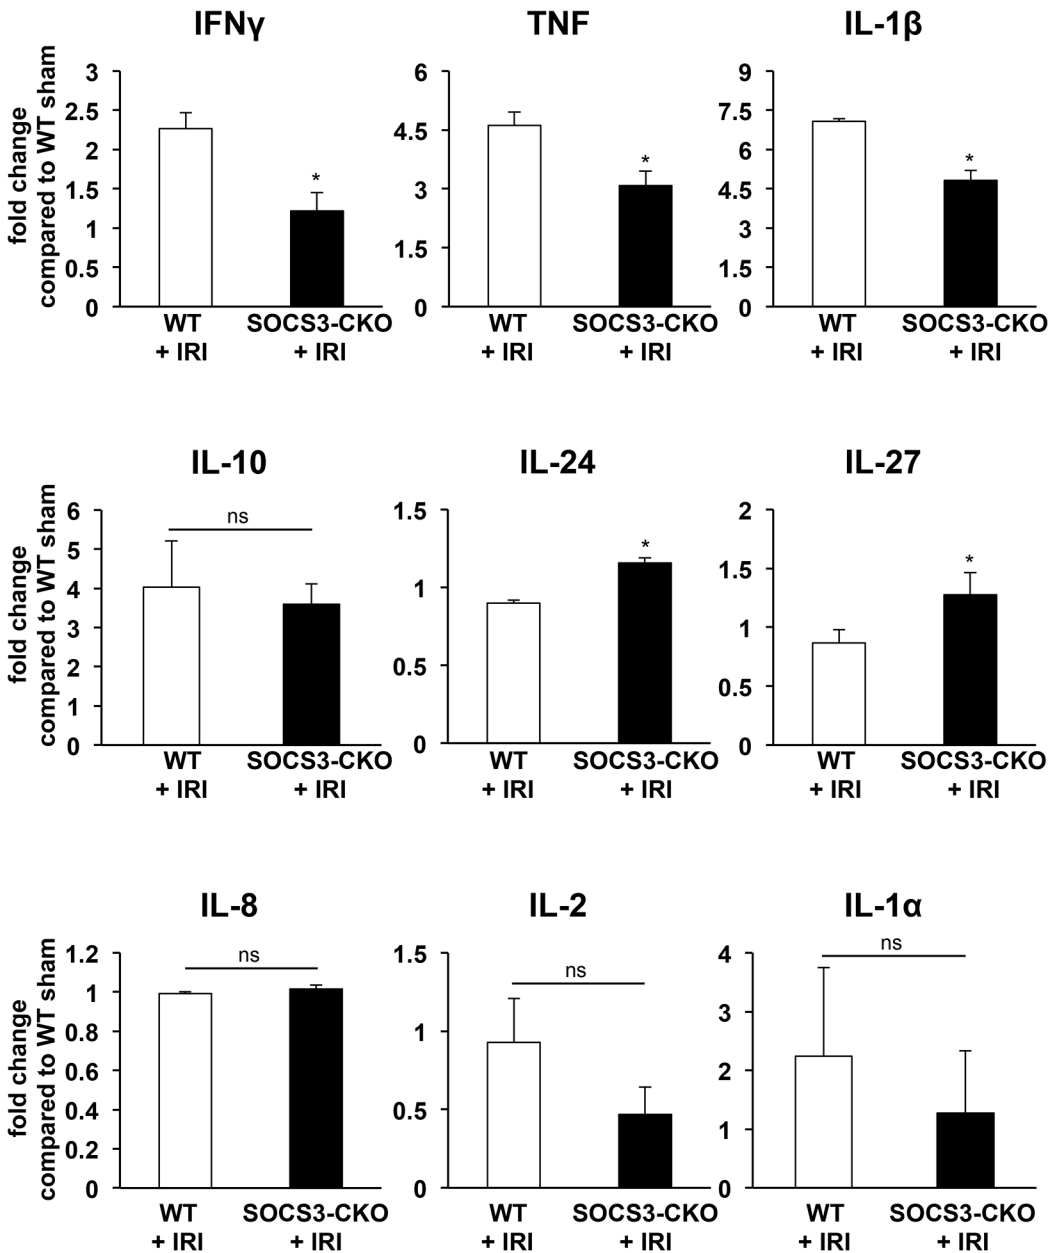 IFNγ
TNF
IL-1β
fold change
compared to WT sham
3
2.5
2
1.5
1
0.5
0
*
WT
+ IRI
SOCS3-CKO
+ IRI
6
4.5
3
1.5
0
*
WT
+ IRI
SOCS3-CKO
+ IRI
9
7.5
6
4.5
3
1.5
0
*
WT
+ IRI
SOCS3-CKO
+ IRI
IL-10
IL-24
IL-27
fold change
compared to WT sham
6
5
4
3
2
1
0
ns
WT
+ IRI
SOCS3-CKO
+ IRI
1.5
1
0.5
0
*
WT
+ IRI
SOCS3-CKO
+ IRI
2
1.5
1
0.5
0
*
WT
+ IRI
SOCS3-CKO
+ IRI
IL-8
IL-2
IL-1α
fold change
compared to WT sham
1.2
1
0.8
0.6
0.4
0.2
0
ns
WT
+ IRI
SOCS3-CKO
+ IRI
1.5
1
0.5
0
ns
WT
+ IRI
SOCS3-CKO
+ IRI
4
3
2
1
0
ns
WT
+ IRI
SOCS3-CKO
+ IRI